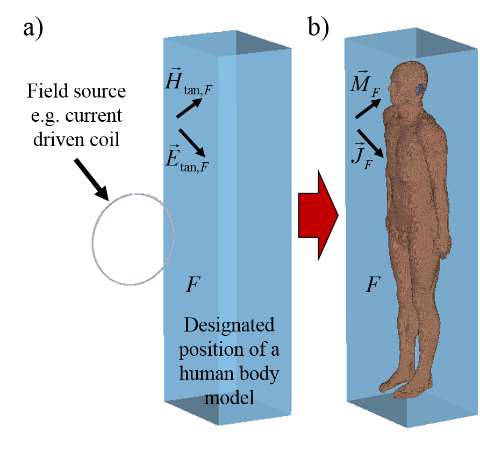 a)
b)
Field source
e.g. current
driven coil
H⃗tan,F
E⃗tan,F
M⃗F
J⃗F
F
F
Designated
position of a
human body
model